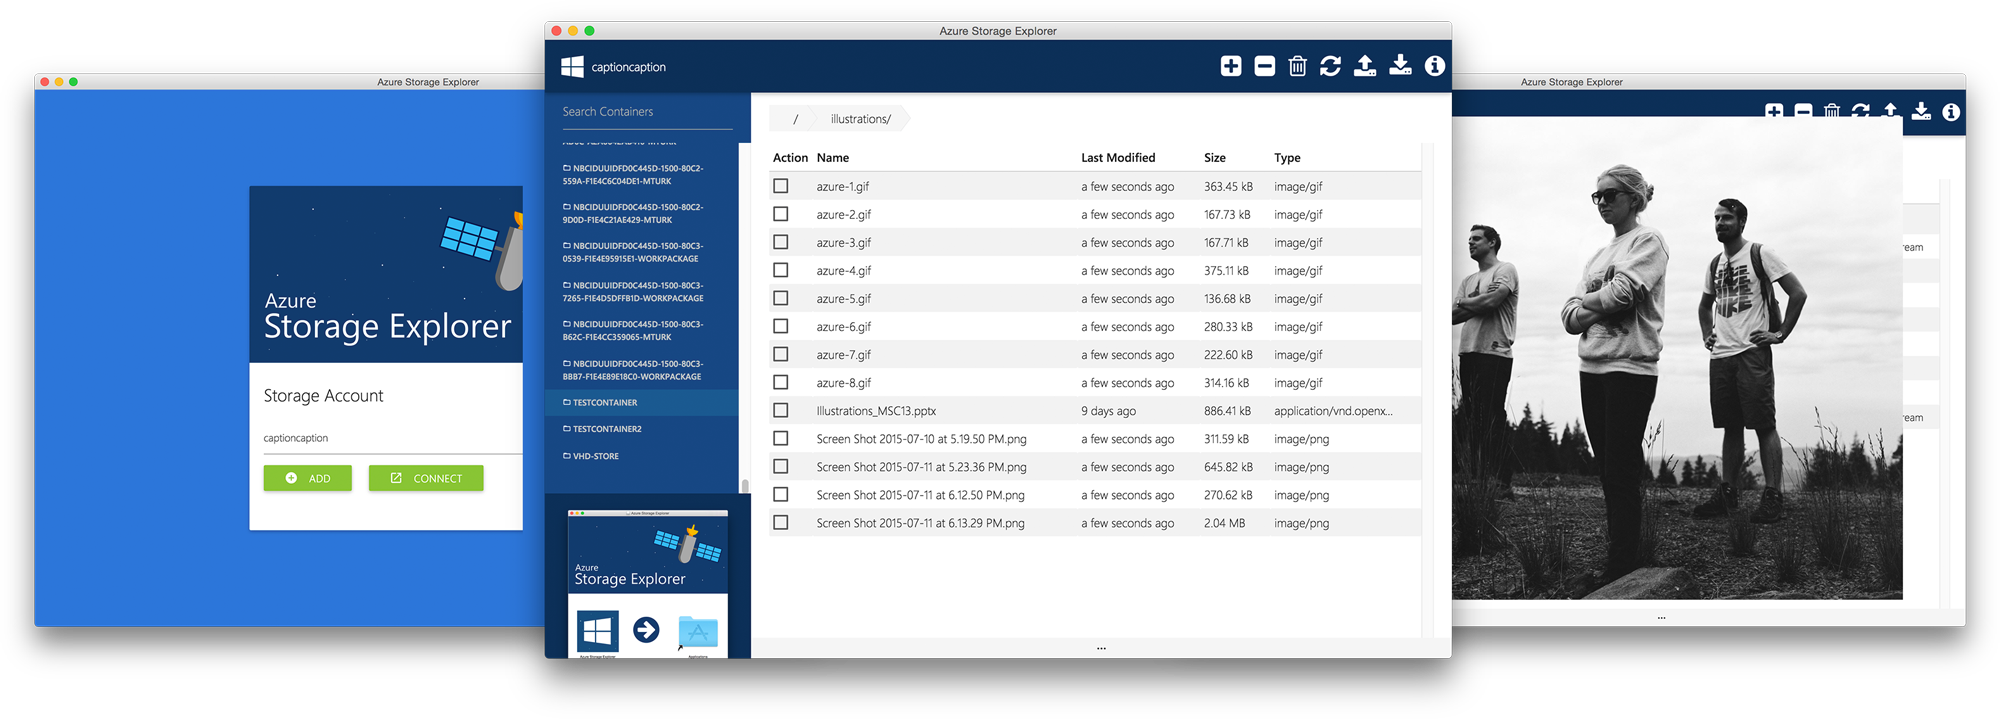 Azure Storage Explorer
Azure
Storage Explorer
Storage Account
captioncaption
ADD
CONNECT
Azure Storage Explorer
captioncaption
Search Containers
NBCIDUUIDFD0C445D-1500-80C2-
559A-F1E4C6C04DE1-MTURK
NBCIDUUIDFD0C445D-1500-80C2-
9D0D-F1E4C21AE429-MTURK
NBCIDUUIDFD0C445D-1500-80C3-
0539-F1E4E95915E1-WORKPACKAGE
NBCIDUUIDFD0C445D-1500-80C3-
7265-F1E4D5DFFB1D-WORKPACKAGE
NBCIDUUIDFD0C445D-1500-80C3-
B62C-F1E4CC359065-MTURK
NBCIDUUIDFD0C445D-1500-80C3-
BBB7-F1E4E89E18C0-WORKPACKAGE
TESTCONTAINER
TESTCONTAINER2
VHD-STORE
Azure Storage Explorer
Azure
Storage Explorer
Azure Storage Explorer
Applications
/ illustrations/
Action Name Last Modified Size Type
azure-1.gif a few seconds ago 363.45 kB image/gif
azure-2.gif a few seconds ago 167.73 kB image/gif
azure-3.gif a few seconds ago 167.71 kB image/gif
azure-4.gif a few seconds ago 375.11 kB image/gif
azure-5.gif a few seconds ago 136.68 kB image/gif
azure-6.gif a few seconds ago 280.33 kB image/gif
azure-7.gif a few seconds ago 222.60 kB image/gif
azure-8.gif a few seconds ago 314.16 kB image/gif
Illustrations_MSC13.pptx 9 days ago 886.41 kB application/vnd.openx...
Screen Shot 2015-07-10 at 5.19.50 PM.png a few seconds ago 311.59 kB image/png
Screen Shot 2015-07-11 at 5.23.36 PM.png a few seconds ago 645.82 kB image/png
Screen Shot 2015-07-11 at 6.12.50 PM.png a few seconds ago 270.62 kB image/png
Screen Shot 2015-07-11 at 6.13.29 PM.png a few seconds ago 2.04 MB image/png
...
Azure Storage Explorer
ream
ream
...